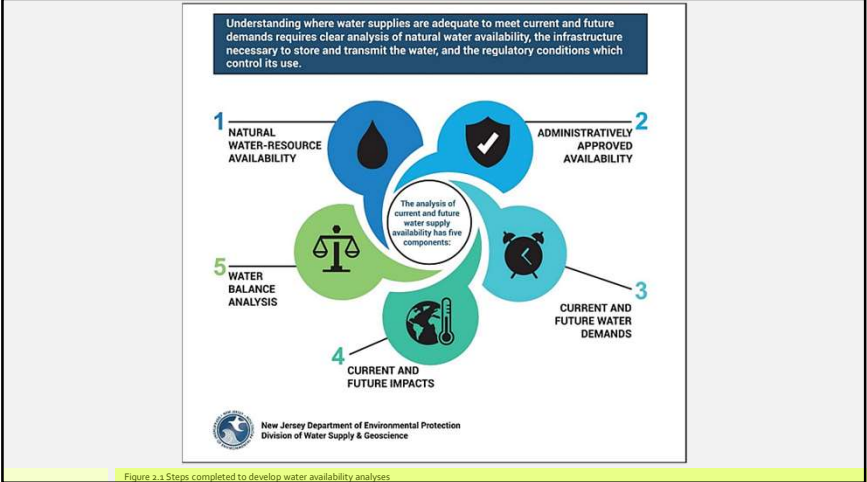 Understanding where water supplies are adequate to meet current and future
demands requires clear analysis of natural water availability, the infrastructure
necessary to store and transmit the water, and the regulatory conditions which
control its use.
1
NATURAL
WATER-RESOURCE
AVAILABILITY
2
ADMINISTRATIVELY
APPROVED
AVAILABILITY
The analysis of
current and future
water supply
availability has five
components:
5
WATER
BALANCE
ANALYSIS
3
CURRENT AND
FUTURE WATER
DEMANDS
4
CURRENT AND
FUTURE IMPACTS
New Jersey Department of Environmental Protection
Division of Water Supply & Geoscience
Figure 2.1 Steps completed to develop water availability analyses